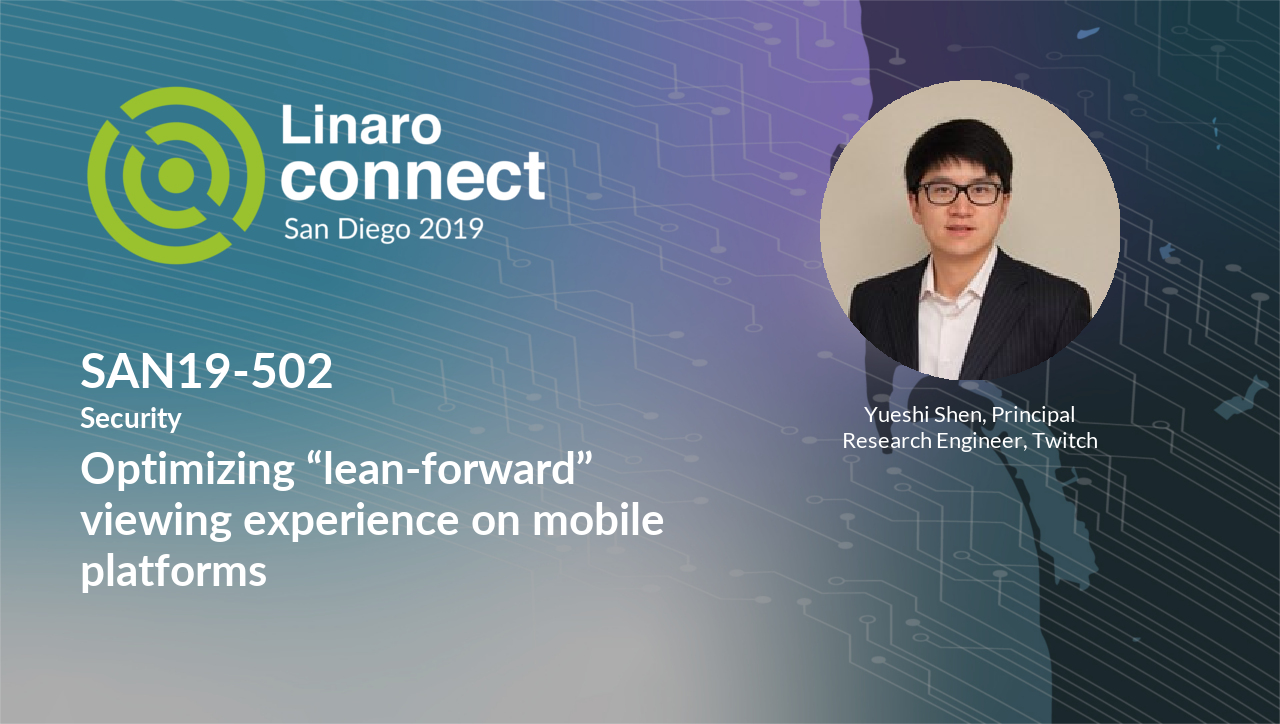 Linaro
connect
San Diego 2019
SAN19-502
Security
Optimizing “lean-forward”
viewing experience on mobile
platforms
Yueshi Shen, Principal
Research Engineer, Twitch